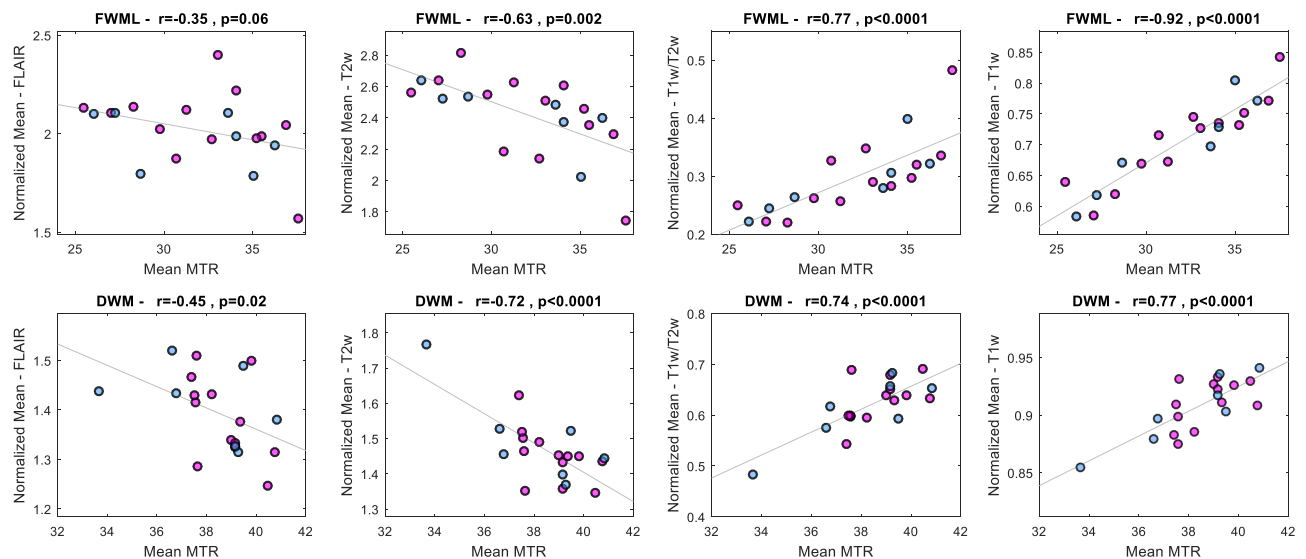 FWML - r=-0.35 , p=0.06
Normalized Mean - FLAIR
2.5
2
1.5
25 30 35
Mean MTR
FWML - r=-0.63 , p=0.002
Normalized Mean - T2w
2.8
2.6
2.4
2.2
2
1.8
25 30 35
Mean MTR
FWML - r=0.77 , p<0.0001
Normalized Mean - T1w/T2w
0.5
0.4
0.3
0.2
25 30 35
Mean MTR
FWML - r=-0.92 , p<0.0001
Normalized Mean - T1w
0.85
0.8
0.75
0.7
0.65
0.6
25 30 35
Mean MTR
DWM - r=-0.45 , p=0.02
Normalized Mean - FLAIR
1.5
1.4
1.3
1.2
32 34 36 38 40 42
Mean MTR
DWM - r=-0.72 , p<0.0001
Normalized Mean - T2w
1.8
1.7
1.6
1.5
1.4
1.3
32 34 36 38 40 42
Mean MTR
DWM - r=0.74 , p<0.0001
Normalized Mean - T1w/T2w
0.8
0.7
0.6
0.5
0.4
32 34 36 38 40 42
Mean MTR
DWM - r=0.77 , p<0.0001
Normalized Mean - T1w
0.95
0.9
0.85
32 34 36 38 40 42
Mean MTR